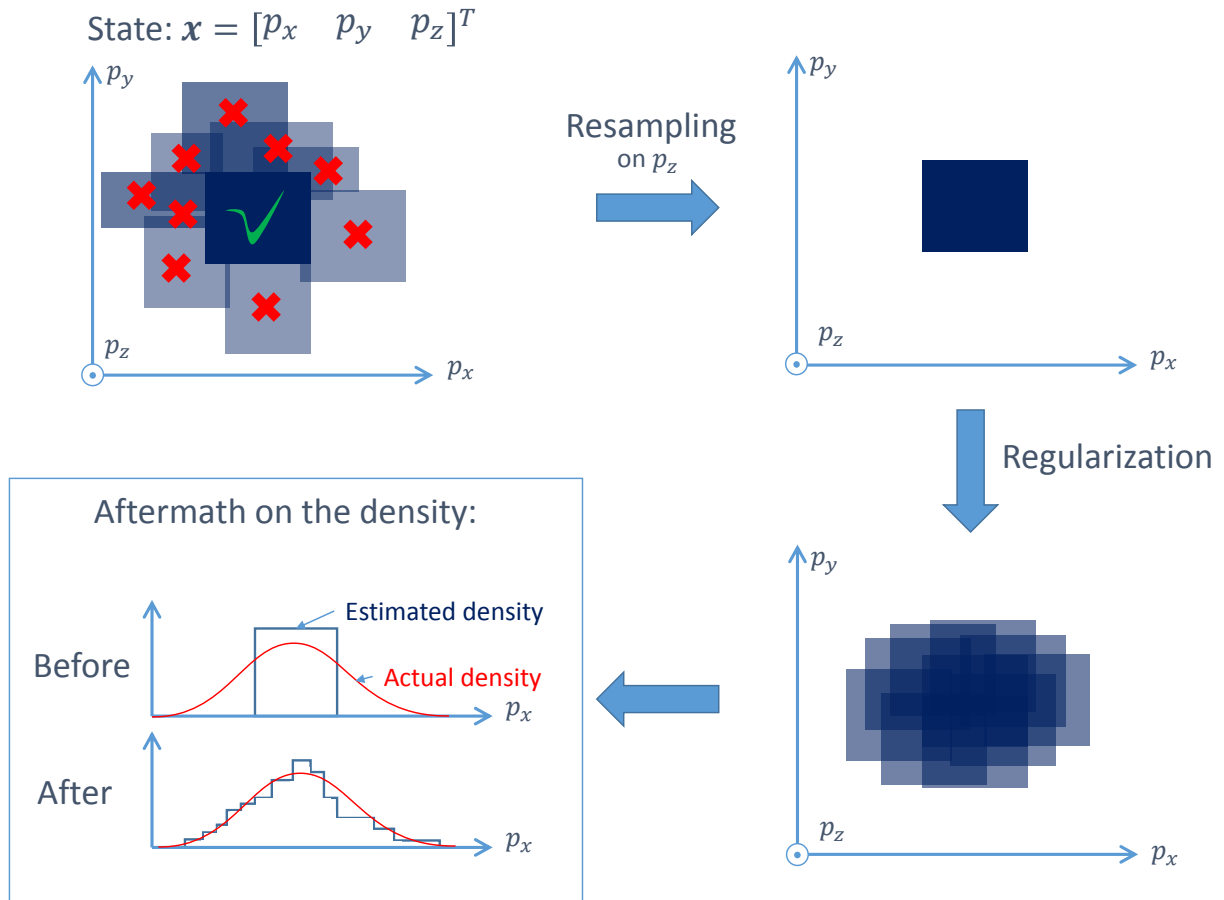 State: 𝒙 = [p_x p_y p_z]^T
p_y
p_z
p_x
Resampling
on p_z
p_y
p_z
p_x
Regularization
p_y
p_z
p_x
Aftermath on the density:
Estimated density
Before
Actual density
p_x
After
p_x